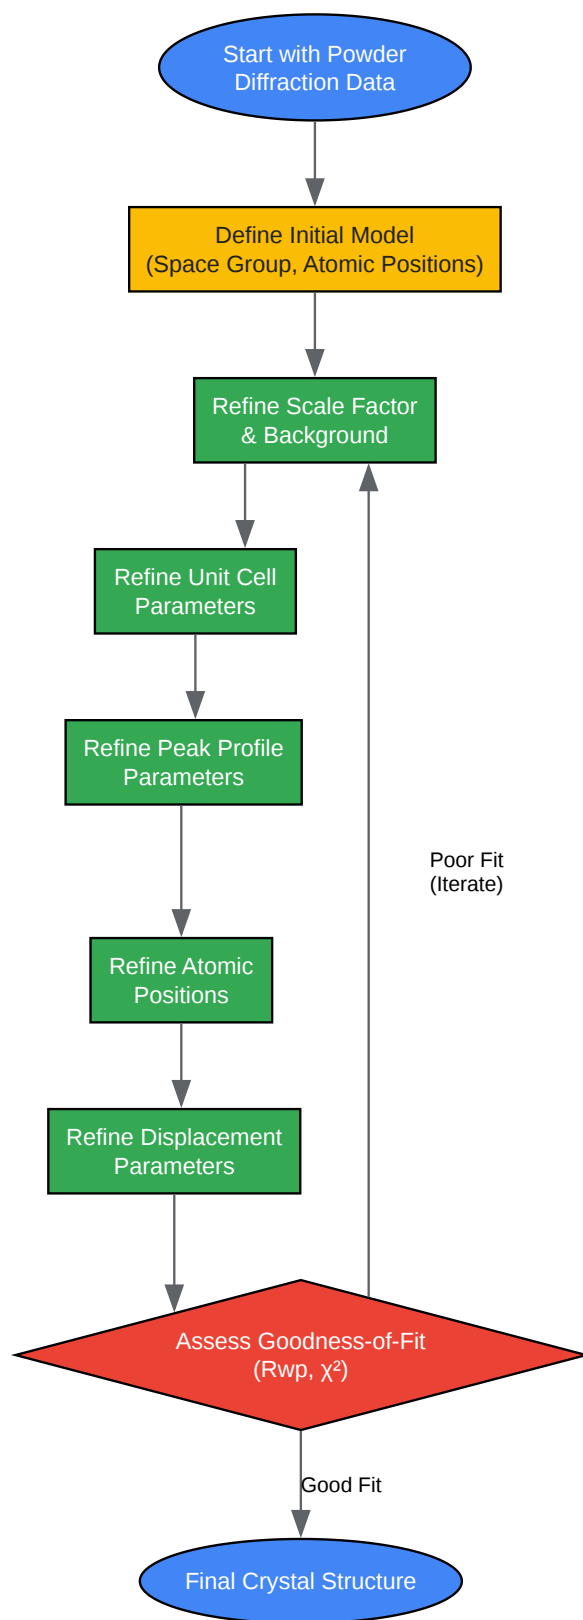 Start with Powder
Diffraction Data
Define Initial Model
(Space Group, Atomic Positions)
Refine Scale Factor
& Background
Refine Unit Cell
Parameters
Refine Peak Profile
Parameters
Poor Fit
(Iterate)
Refine Atomic
Positions
Refine Displacement
Parameters
Assess Goodness-of-Fit
(Rwp, χ²)
Good Fit
Final Crystal Structure